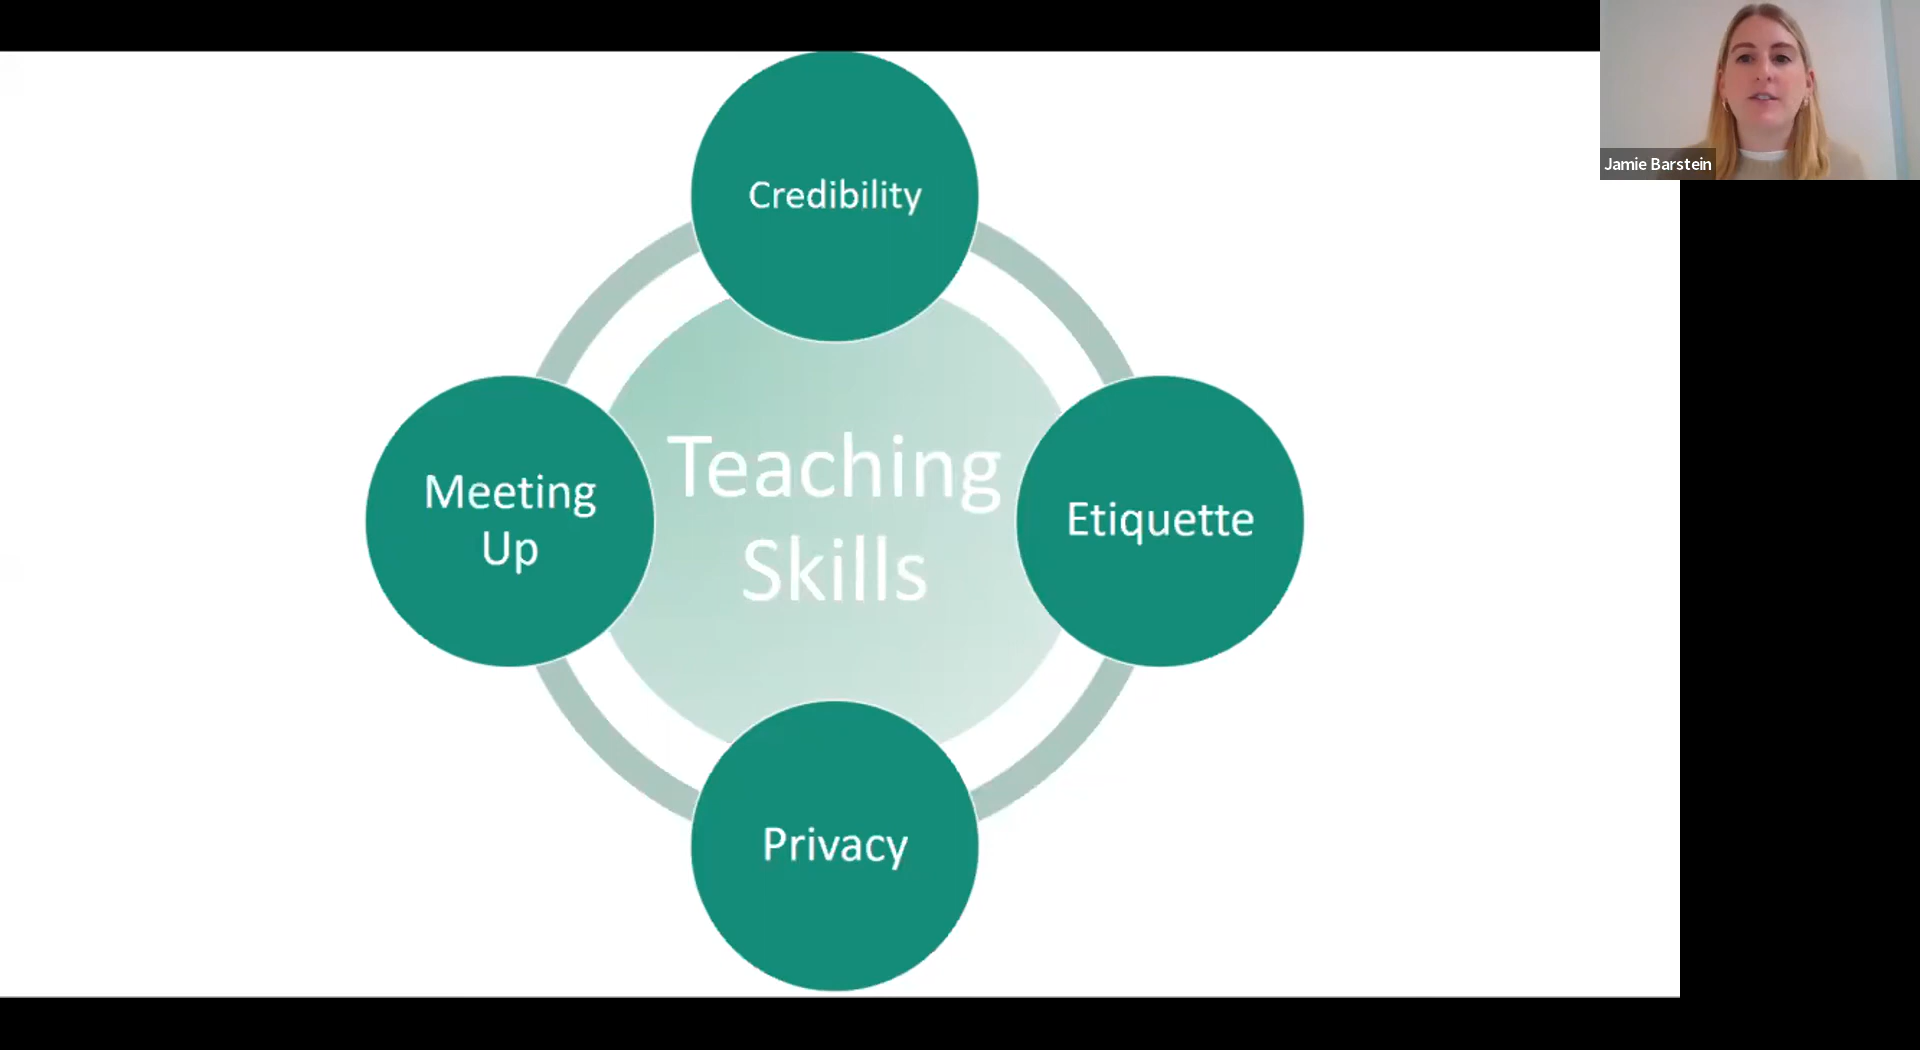 Credibility
Jamie Barstein
Meeting
Up
Teaching
Skills
Etiquette
Privacy